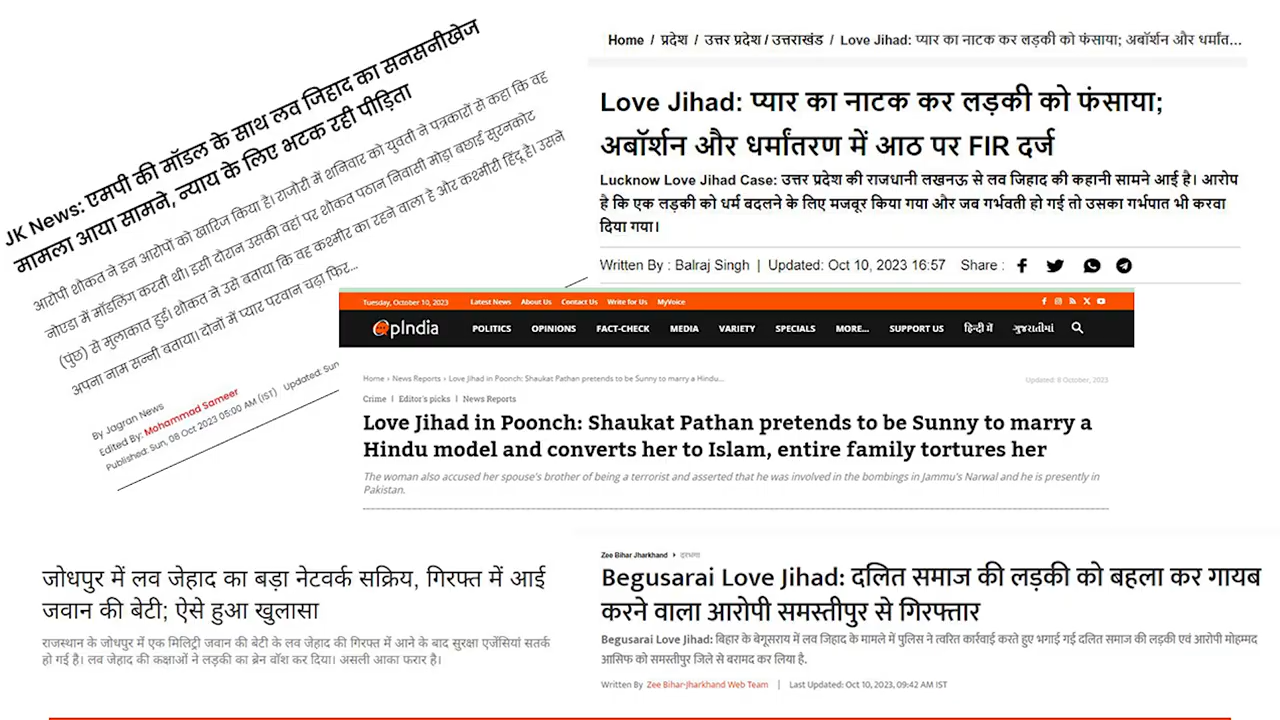 JK News: एमपी की मॉडल के साथ लव जिहाद का सनसनीखेज
मामला आया सामने, न्याय के लिए भटक रही पीड़िता
आरोपी शौकत ने इन आरोपों को खारिज किया है। राजोरी में शनिवार को युवती ने पत्रकारों से कहा कि वह
नोएडा में मॉडलिंग करती थी। इसी दौरान उसकी वहां पर शौकत पठान निवासी मोड़ा बछाई सुरनकोट
(पुंछ) से मुलाकात हुई। शौकत ने उसे बताया कि वह कश्मीर का रहने वाला है और कश्मीरी हिंदू है। उसने
अपना नाम सन्नी बताया। दोनों में प्यार परवान चढ़ा फिर...
By Jagran News
Edited By: Mohammad Sameer
Published: Sun, 08 Oct 2023 05:00 AM (IST) Updated: Sun
Home / प्रदेश / उत्तर प्रदेश / उत्तराखंड / Love Jihad: प्यार का नाटक कर लड़की को फंसाया; अबॉर्शन और धर्मांत...
Love Jihad: प्यार का नाटक कर लड़की को फंसाया;
अबॉर्शन और धर्मांतरण में आठ पर FIR दर्ज
Lucknow Love Jihad Case: उत्तर प्रदेश की राजधानी लखनऊ से लव जिहाद की कहानी सामने आई है। आरोप
है कि एक लड़की को धर्म बदलने के लिए मजबूर किया गया और जब गर्भवती हो गई तो उसका गर्भपात भी करवा
दिया गया।
Written By : Balraj Singh | Updated: Oct 10, 2023 16:57 Share :
Tuesday, October 10, 2023 Latest News About Us Contact Us Write for Us MyVoice
OpIndia POLITICS OPINIONS FACT-CHECK MEDIA VARIETY SPECIALS MORE... SUPPORT US हिन्दी में ગુજરાતીમાં
Home › News Reports › Love Jihad in Poonch: Shaukat Pathan pretends to be Sunny to marry a Hindu... Updated: 8 October, 2023
Crime | Editor's picks | News Reports
Love Jihad in Poonch: Shaukat Pathan pretends to be Sunny to marry a
Hindu model and converts her to Islam, entire family tortures her
The woman also accused her spouse's brother of being a terrorist and asserted that he was involved in the bombings in Jammu's Narwal and he is presently in
Pakistan.
जोधपुर में लव जेहाद का बड़ा नेटवर्क सक्रिय, गिरफ्त में आई
जवान की बेटी; ऐसे हुआ खुलासा
राजस्थान के जोधपुर में एक मिलिट्री जवान की बेटी के लव जेहाद की गिरफ्त में आने के बाद सुरक्षा एजेंसियां सतर्क
हो गई है। लव जेहाद की कक्षाओं ने लड़की का ब्रेन वॉश कर दिया। असली आका फरार है।
Zee Bihar Jharkhand › दरभंगा
Begusarai Love Jihad: दलित समाज की लड़की को बहला कर गायब
करने वाला आरोपी समस्तीपुर से गिरफ्तार
Begusarai Love Jihad: बिहार के बेगूसराय में लव जिहाद के मामले में पुलिस ने त्वरित कार्रवाई करते हुए भगाई गई दलित समाज की लड़की एवं आरोपी मोहम्मद
आसिफ को समस्तीपुर जिले से बरामद कर लिया है.
Written By Zee Bihar-Jharkhand Web Team | Last Updated: Oct 10, 2023, 09:42 AM IST